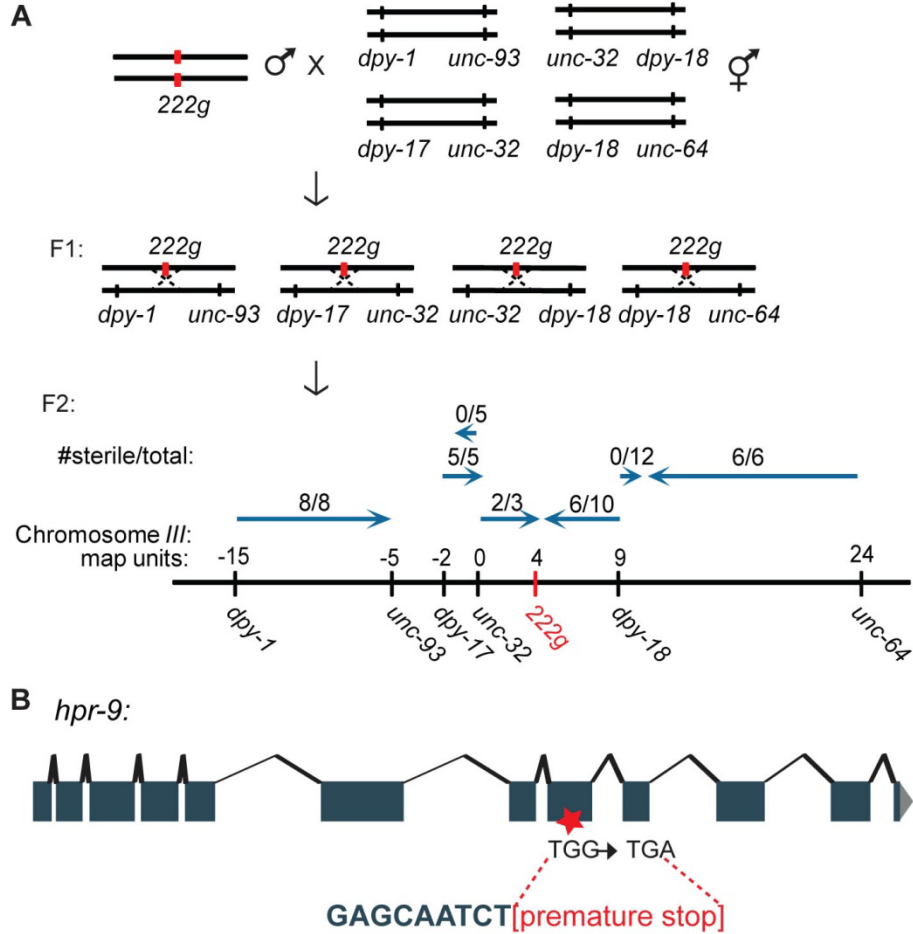 A
222g
♂ X
dpy-1 unc-93
unc-32 dpy-18
dpy-17 unc-32
dpy-18 unc-64
⚥
F1:
222g 222g 222g 222g
dpy-1 unc-93 dpy-17 unc-32 unc-32 dpy-18 dpy-18 unc-64
F2:
#sterile/total:
0/5
5/5 0/12 6/6
8/8 2/3 6/10
Chromosome III:
map units:
-15 -5 -2 0 4 9 24
dpy-1 unc-93 dpy-17 unc-32 222g dpy-18 unc-64
B
hpr-9:
TGG TGA
GAGCAATCT[premature stop]